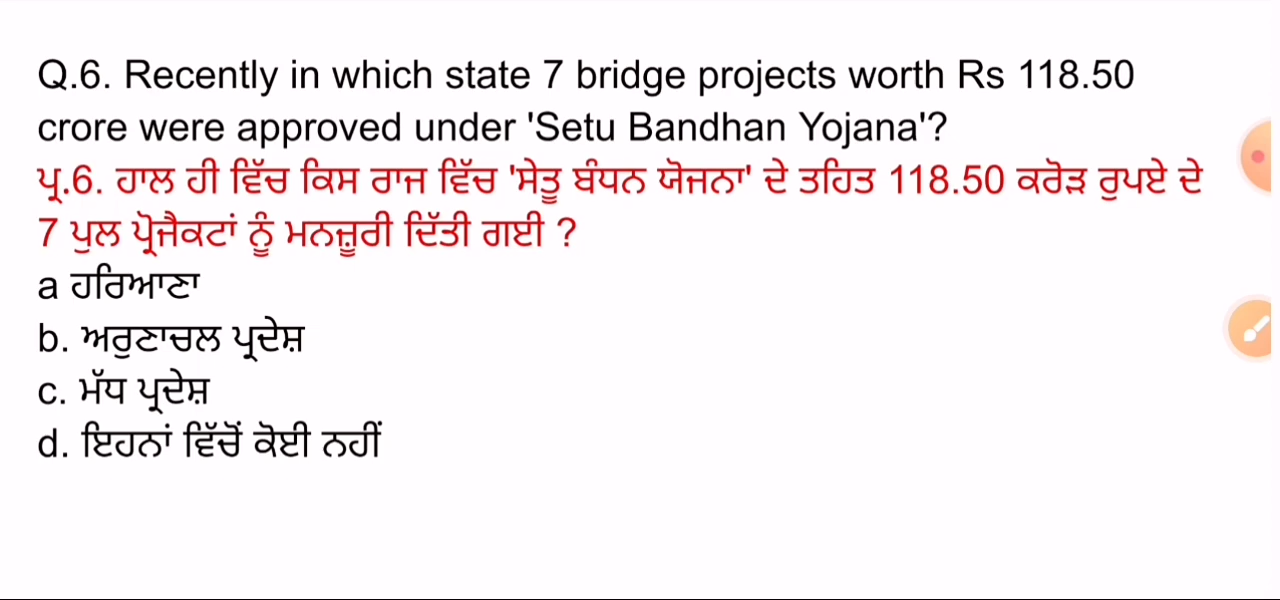 Q.6. Recently in which state 7 bridge projects worth Rs 118.50
crore were approved under 'Setu Bandhan Yojana'?
ਪ੍ਰ.6. ਹਾਲ ਹੀ ਵਿੱਚ ਕਿਸ ਰਾਜ ਵਿੱਚ 'ਸੇਤੂ ਬੰਧਨ ਯੋਜਨਾ' ਦੇ ਤਹਿਤ 118.50 ਕਰੋੜ ਰੁਪਏ ਦੇ
7 ਪੁਲ ਪ੍ਰੋਜੈਕਟਾਂ ਨੂੰ ਮਨਜ਼ੂਰੀ ਦਿੱਤੀ ਗਈ ?
a ਹਰਿਆਣਾ
b. ਅਰੁਣਾਚਲ ਪ੍ਰਦੇਸ਼
c. ਮੱਧ ਪ੍ਰਦੇਸ਼
d. ਇਹਨਾਂ ਵਿੱਚੋਂ ਕੋਈ ਨਹੀਂ